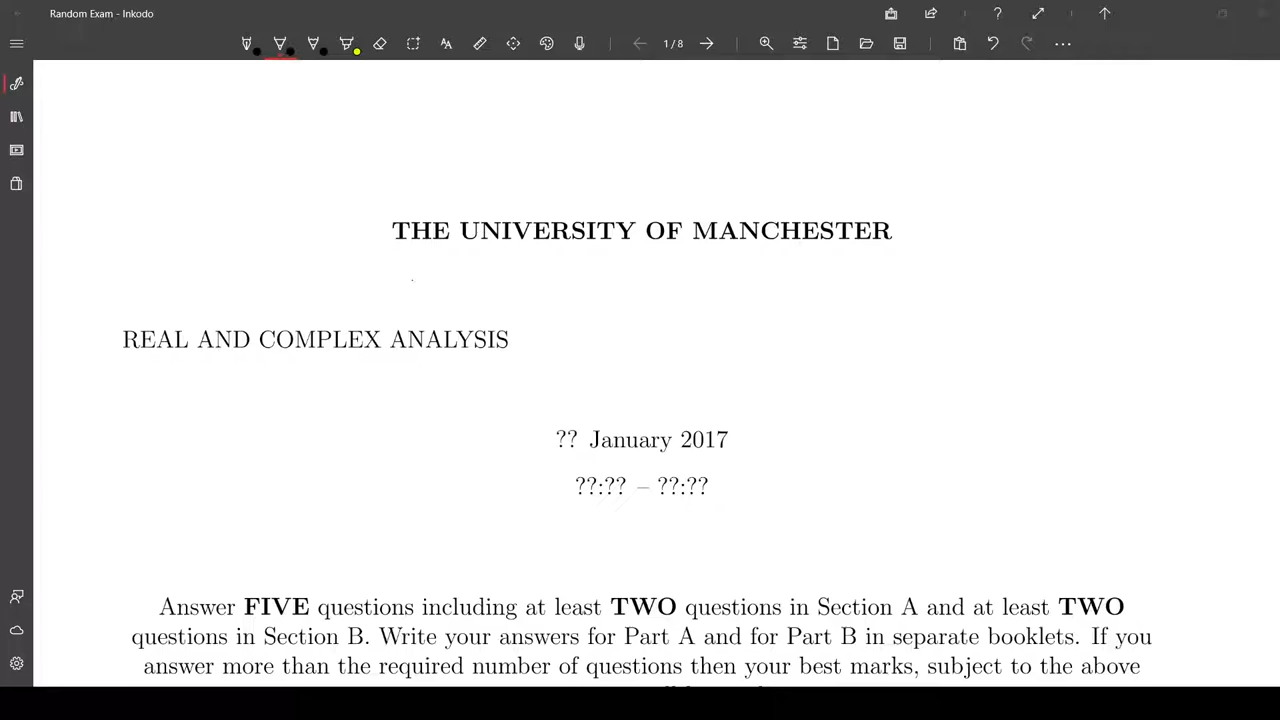 Random Exam - Inkodo
1 / 8
THE UNIVERSITY OF MANCHESTER
REAL AND COMPLEX ANALYSIS
?? January 2017
??:?? – ??:??
Answer FIVE questions including at least TWO questions in Section A and at least TWO
questions in Section B. Write your answers for Part A and for Part B in separate booklets. If you
answer more than the required number of questions then your best marks, subject to the above